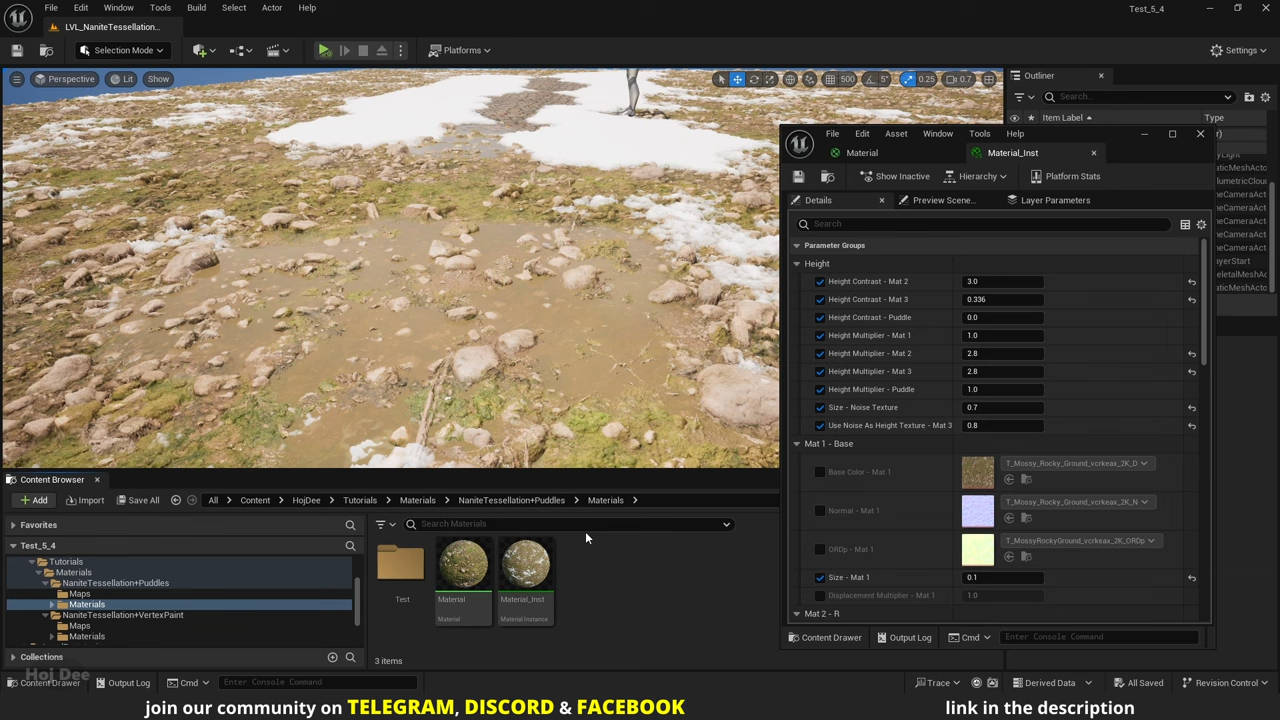 File Edit Window Tools Build Select Actor Help
Test_5_4
LVL_NaniteTessellation...
Selection Mode
Platforms
Settings
Perspective Lit Show
500 5° 0.25 0.7
Outliner
Search...
Item Label Type
File Edit Asset Window Tools Help
Material Material_Inst
Show Inactive Hierarchy Platform Stats
Details Preview Scene... Layer Parameters
Search
Parameter Groups
Height
Height Contrast - Mat 2 3.0
Height Contrast - Mat 3 0.336
Height Contrast - Puddle 0.0
Height Multiplier - Mat 1 1.0
Height Multiplier - Mat 2 2.8
Height Multiplier - Mat 3 2.8
Height Multiplier - Puddle 1.0
Size - Noise Texture 0.7
Use Noise As Height Texture - Mat 3 0.8
Mat 1 - Base
Base Color - Mat 1 T_Mossy_Rocky_Ground_vcrkeax_2K_D
Normal - Mat 1 T_Mossy_Rocky_Ground_vcrkeax_2K_N
ORDp - Mat 1 T_MossyRockyGround_vcrkeax_2K_ORDp
Size - Mat 1 0.1
Displacement Multiplier - Mat 1 1.0
Mat 2 - R
Content Drawer Output Log Cmd Enter Console Command
Content Browser
Add Import Save All All Content HojDee Tutorials Materials NaniteTessellation+Puddles Materials
Favorites
Search Materials
Test_5_4
Tutorials
Materials
NaniteTessellation+Puddles
Maps
Materials
NaniteTessellation+VertexPaint
Maps
Materials
Collections
Test
Material
Material
Material_Inst
Material Instance
3 items
Hoj Dee
Content Drawer Output Log Cmd Enter Console Command
Trace Derived Data All Saved Revision Control
join our community on TELEGRAM, DISCORD & FACEBOOK
link in the description